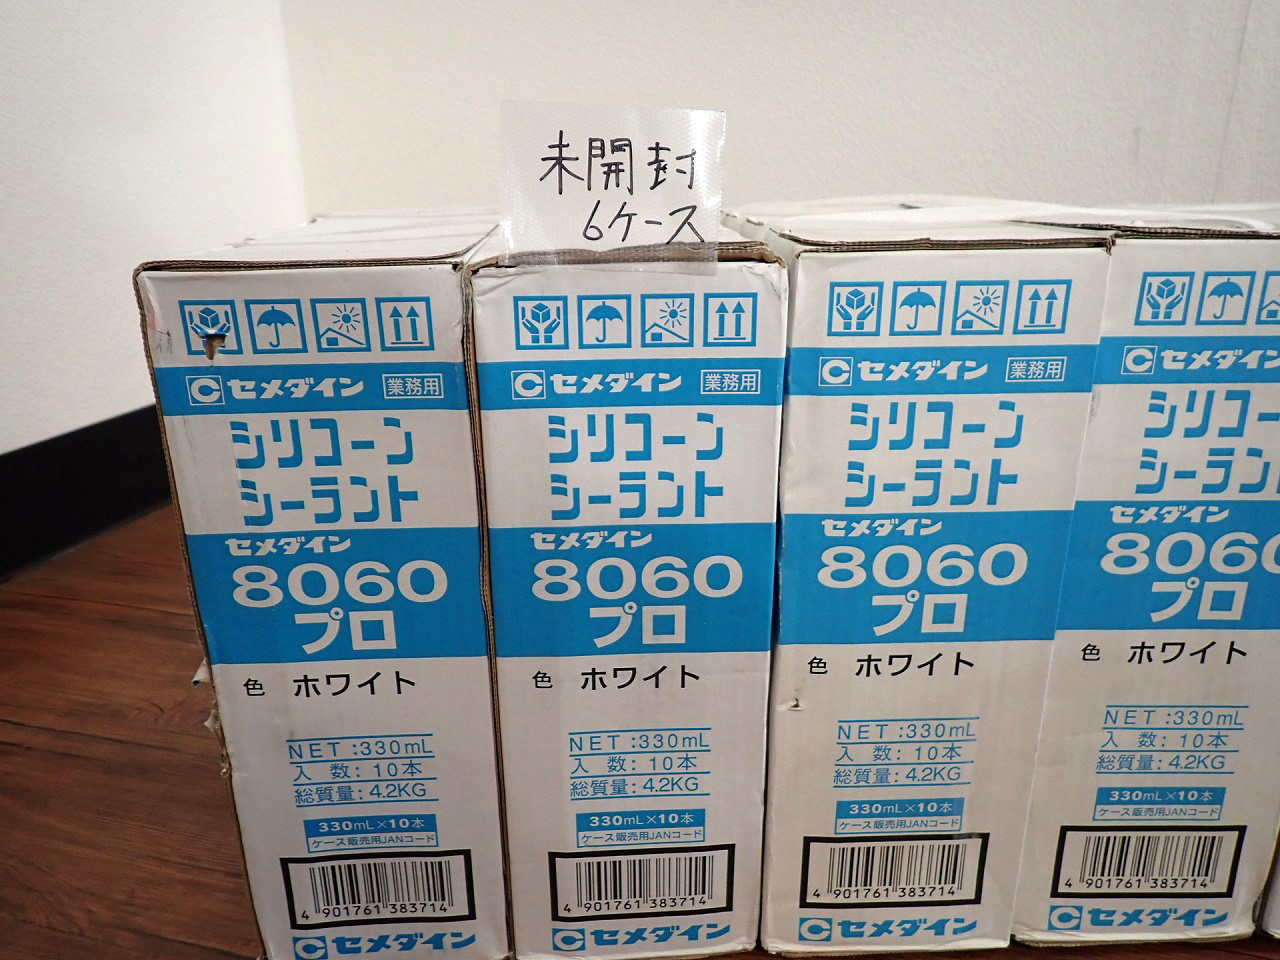 未開封
6ケース
セメダイン 業務用
シリコーン
シーラント
セメダイン
8060
プロ
色 ホワイト
NET:330mL
入数:10本
総質量:4.2KG
330mL×10本
ケース販売用JANコード
4 901761 383714
セメダイン
セメダイン 業務用
シリコーン
シーラント
セメダイン
8060
プロ
色 ホワイト
NET:330mL
入数:10本
総質量:4.2KG
330mL×10本
ケース販売用JANコード
4 901761 383714
セメダイン
セメダイン 業務用
シリコーン
シーラント
セメダイン
8060
プロ
色 ホワイト
NET:330mL
入数:10本
総質量:4.2KG
330mL×10本
ケース販売用JANコード
4 901761 383714
セメダイン
セメダイン
シリコー
シーラント
セメダイン
8060
プロ
色 ホワイト
NET:330mL
入数:10本
総質量:4.2KG
330mL×10本
ケース販売用JANコード
4 901761 383714
セメダイン